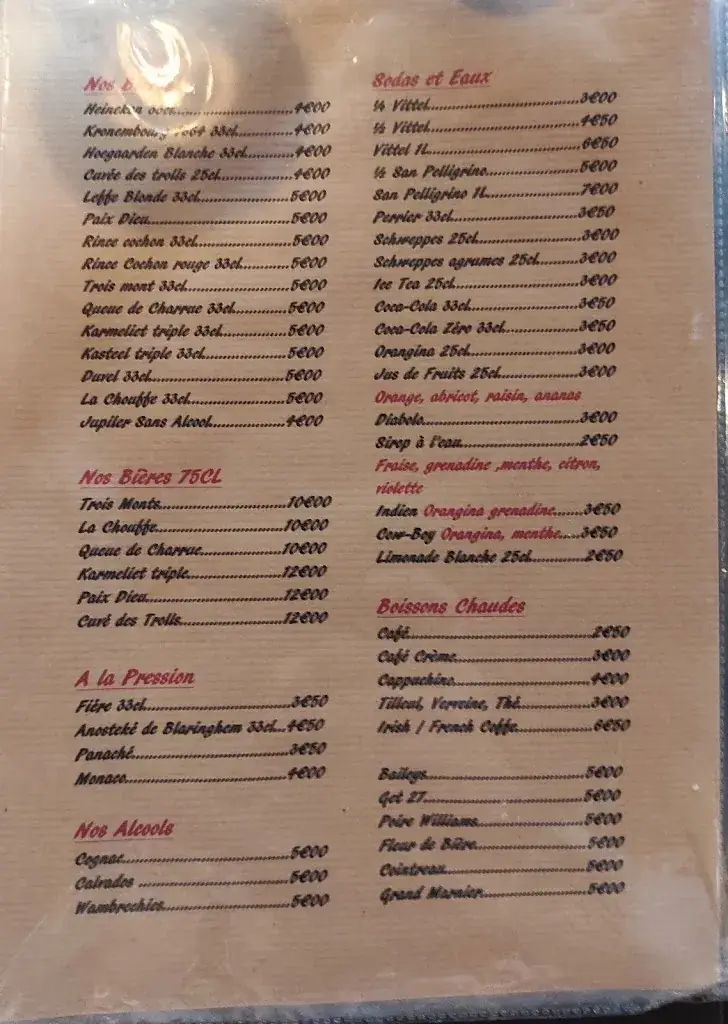 Nos
Heineken 33cl..................4€00
Kronembourg 1664 33cl.........4€00
Hoegaarden Blanche 33cl........4€00
Cuvée des trolls 25cl............4€00
Leffe Blonde 33cl..................5€00
Paix Dieu.............................5€00
Rince cochon 33cl..................5€00
Rince Cochon rouge 33cl.........5€00
Trois mont 33cl.....................5€00
Queue de Charrue 33cl...........5€00
Karmeliet triple 33cl...............5€00
Kasteel triple 33cl.................5€00
Duvel 33cl...........................5€00
La Chouffe 33cl.....................5€00
Jupiler Sans Alcool................4€00
Nos Bières 75CL
Trois Monts.........................10€00
La Chouffe..........................10€00
Queue de Charrue................10€00
Karmeliet triple....................12€00
Paix Dieu............................12€00
Cuvé des Trolls....................12€00
A la Pression
Fière 33cl............................3€50
Anosteké de Blaringhem 33cl...4€50
Panaché..............................3€50
Monaco...............................4€00
Nos Alcools
Cognac................................5€00
Calvados .............................5€00
Wambrechies........................5€00
Sodas et Eaux
¼ Vittel................................3€00
½ Vittel................................4€50
Vittel 1L...............................6€50
½ San Pelligrino....................5€00
San Pelligrino 1L...................7€00
Perrier 33cl..........................3€50
Schweppes 25cl....................3€00
Schweppes agrumes 25cl........3€00
Ice Tea 25cl.........................3€00
Coca-Cola 33cl.....................3€50
Coca-Cola Zéro 33cl..............3€50
Orangina 25cl.......................3€00
Jus de Fruits 25cl..................3€00
Orange, abricot, raisin, ananas
Diabolo................................3€00
Sirop à l'eau.........................2€50
Fraise, grenadine ,menthe, citron,
violette
Indien Orangina grenadine.......3€50
Cow-Boy Orangina, menthe.....3€50
Limonade Blanche 25cl...........2€50
Boissons Chaudes
Café....................................2€50
Café Crème..........................3€00
Cappuchino..........................4€00
Tilleul, Verveine, Thé.............3€00
Irish / French Coffe...............6€50
Baileys................................5€00
Get 27................................5€00
Poire Williams.......................5€00
Fleur de Bière.......................5€00
Cointreau.............................5€00
Grand Marnier.......................5€00